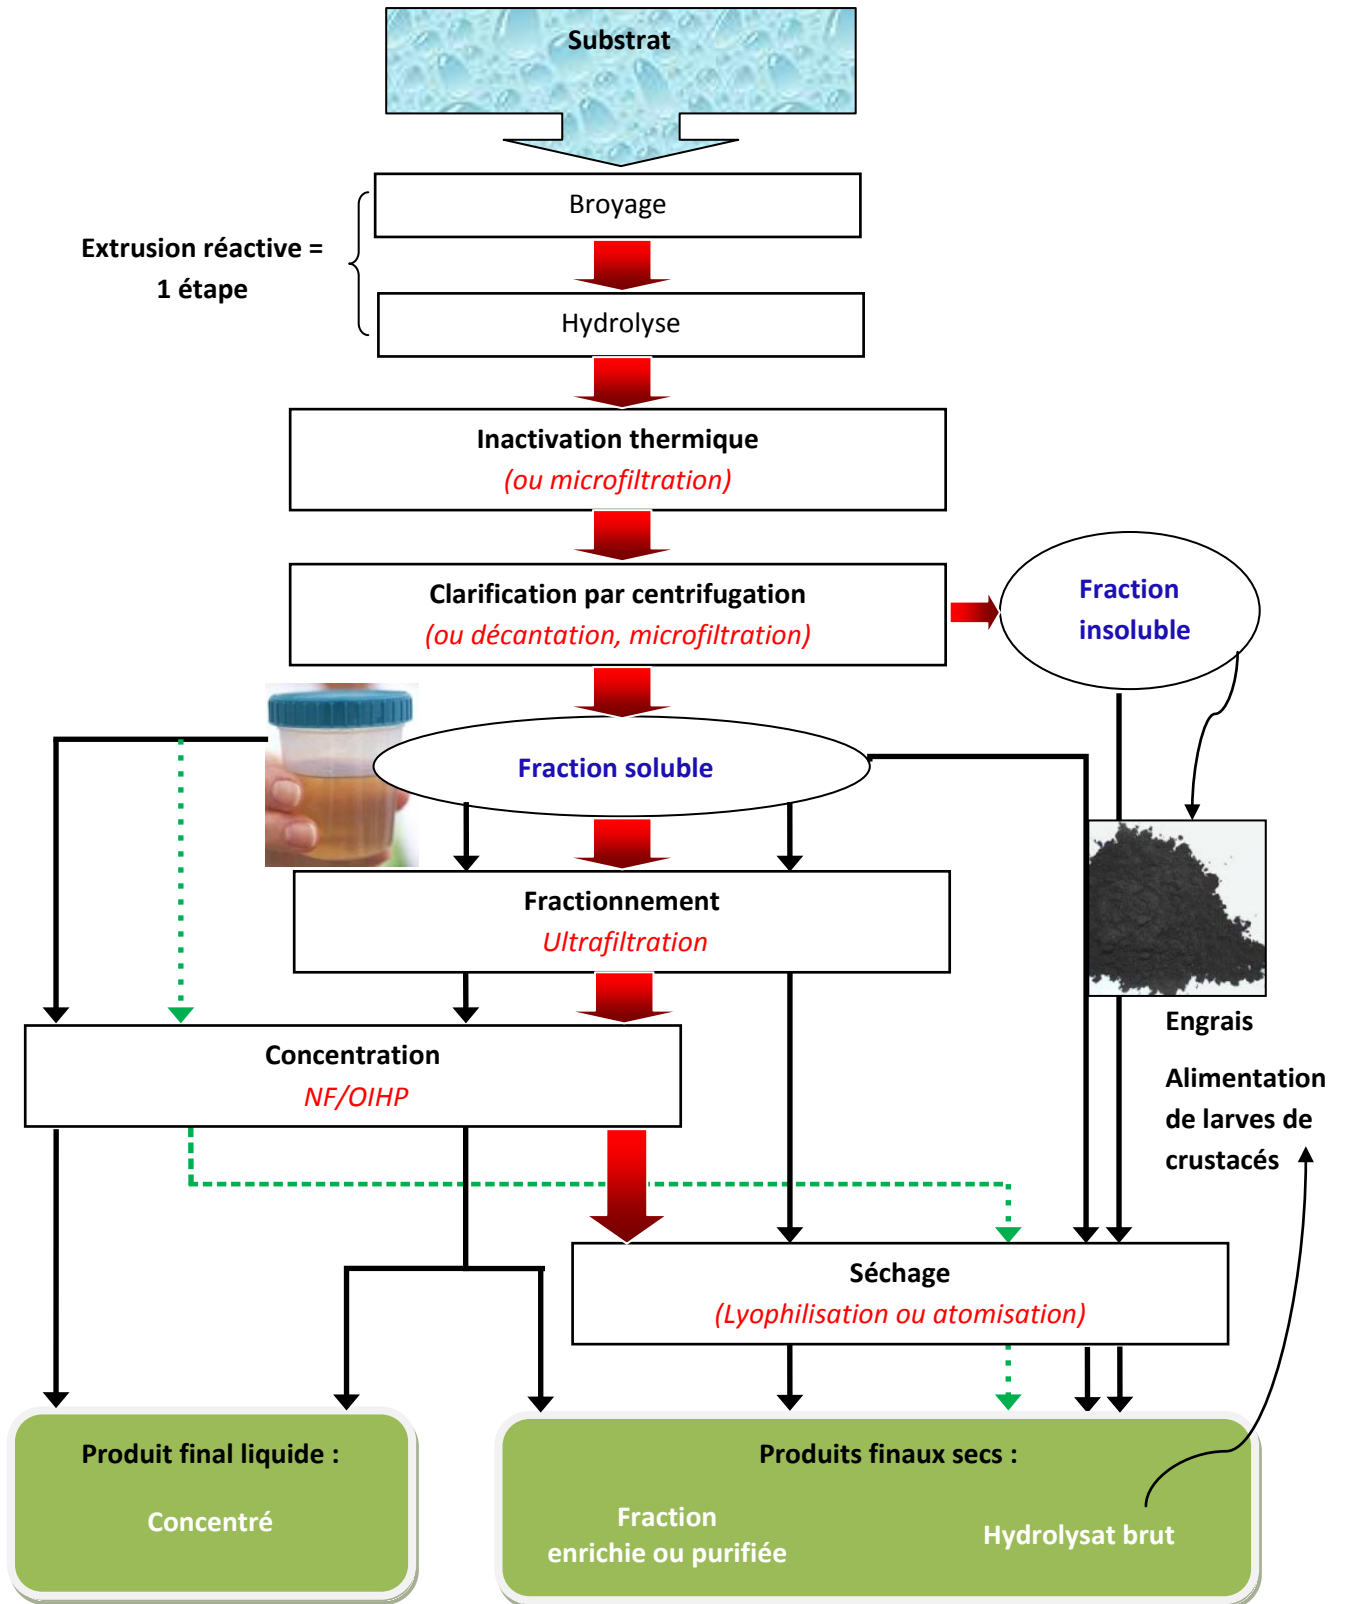 Substrat
Broyage
Extrusion réactive =
1 étape
Hydrolyse
Inactivation thermique
(ou microfiltration)
Clarification par centrifugation
(ou décantation, microfiltration)
Fraction
insoluble
Fraction soluble
Fractionnement
Ultrafiltration
Engrais
Concentration
NF/OIHP
Alimentation
de larves de
crustacés
Séchage
(Lyophilisation ou atomisation)
Produit final liquide :
Concentré
Produits finaux secs :
Fraction
enrichie ou purifiée
Hydrolysat brut